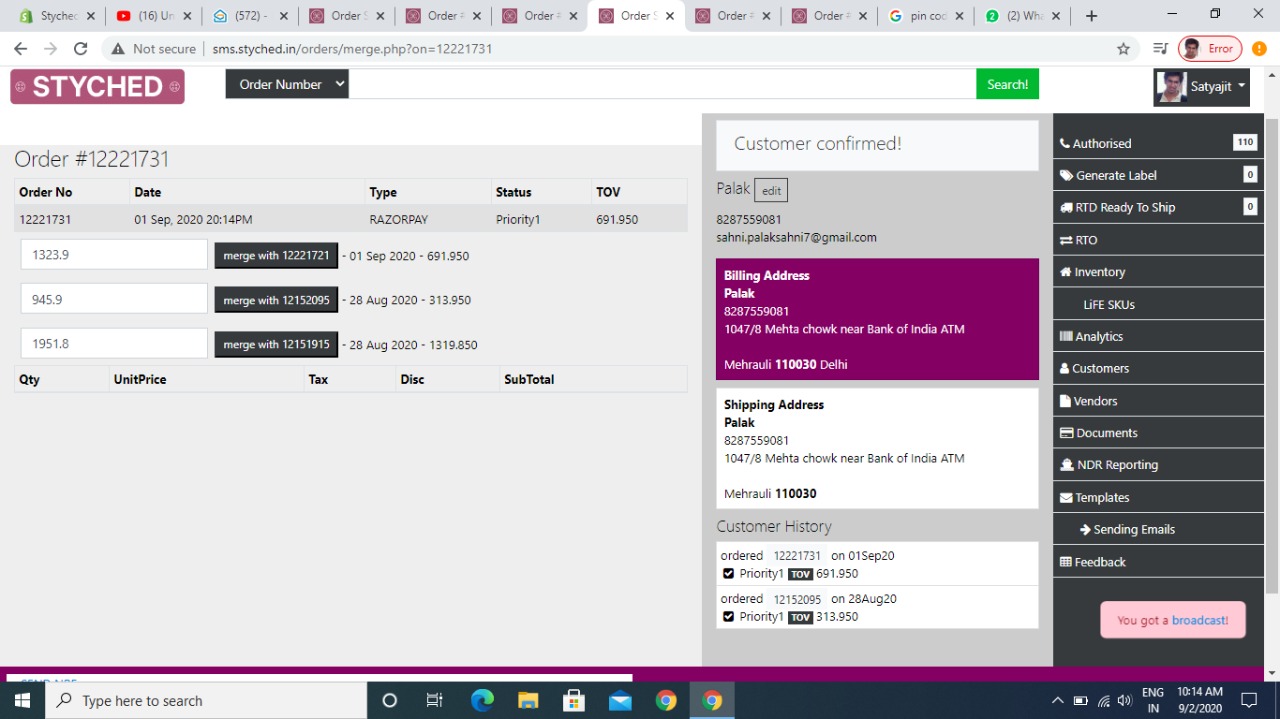 Styched
(16) Un
(572) -
Order S
Order #
Order #
Order S
Order #
Order #
pin cod
2
(2) Wha
Not secure
sms.styched.in/orders/merge.php?on=12221731
Error
STYCHED
Order Number
Search!
Satyajit
Order #12221731
Order No Date Type Status TOV
12221731 01 Sep, 2020 20:14PM RAZORPAY Priority1 691.950
1323.9 merge with 12221721 - 01 Sep 2020 - 691.950
945.9 merge with 12152095 - 28 Aug 2020 - 313.950
1951.8 merge with 12151915 - 28 Aug 2020 - 1319.850
Qty UnitPrice Tax Disc SubTotal
Customer confirmed!
Palak edit
8287559081
sahni.palaksahni7@gmail.com
Billing Address
Palak
8287559081
1047/8 Mehta chowk near Bank of India ATM
Mehrauli 110030 Delhi
Shipping Address
Palak
8287559081
1047/8 Mehta chowk near Bank of India ATM
Mehrauli 110030
Customer History
ordered 12221731 on 01Sep20
Priority1 TOV 691.950
ordered 12152095 on 28Aug20
Priority1 TOV 313.950
Authorised 110
Generate Label 0
RTD Ready To Ship 0
RTO
Inventory
LiFE SKUs
Analytics
Customers
Vendors
Documents
NDR Reporting
Templates
Sending Emails
Feedback
You got a broadcast!
Type here to search
ENG
IN
10:14 AM
9/2/2020